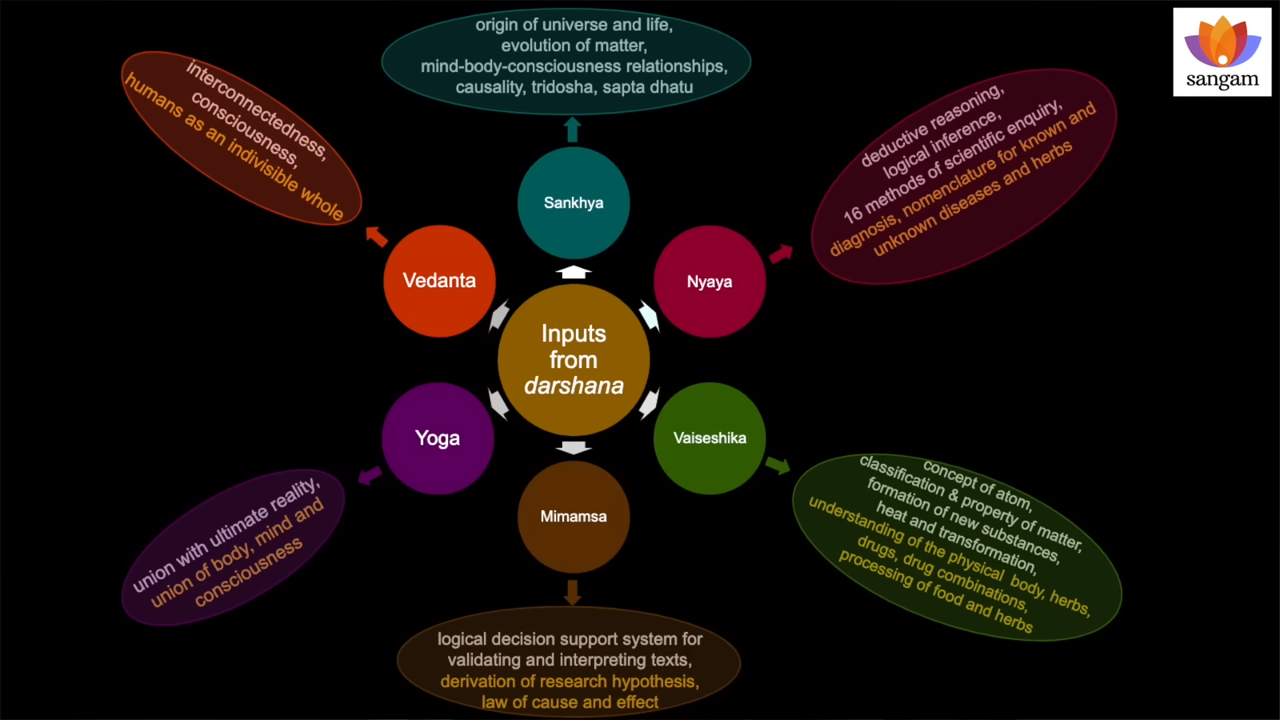 origin of universe and life,
evolution of matter,
mind-body-consciousness relationships,
causality, tridosha, sapta dhatu
sangam
interconnectedness,
consciousness,
humans as an indivisible whole
deductive reasoning,
logical inference,
16 methods of scientific enquiry,
diagnosis, nomenclature for known and
unknown diseases and herbs
Sankhya
Vedanta
Nyaya
Inputs
from
darshana
Yoga
Vaiseshika
Mimamsa
union with ultimate reality,
union of body, mind and
consciousness
concept of atom,
classification & property of matter,
formation of new substances,
heat and transformation,
understanding of the physical body. herbs,
drugs, drug combinations,
processing of food and herbs
logical decision support system for
validating and interpreting texts,
derivation of research hypothesis,
law of cause and effect